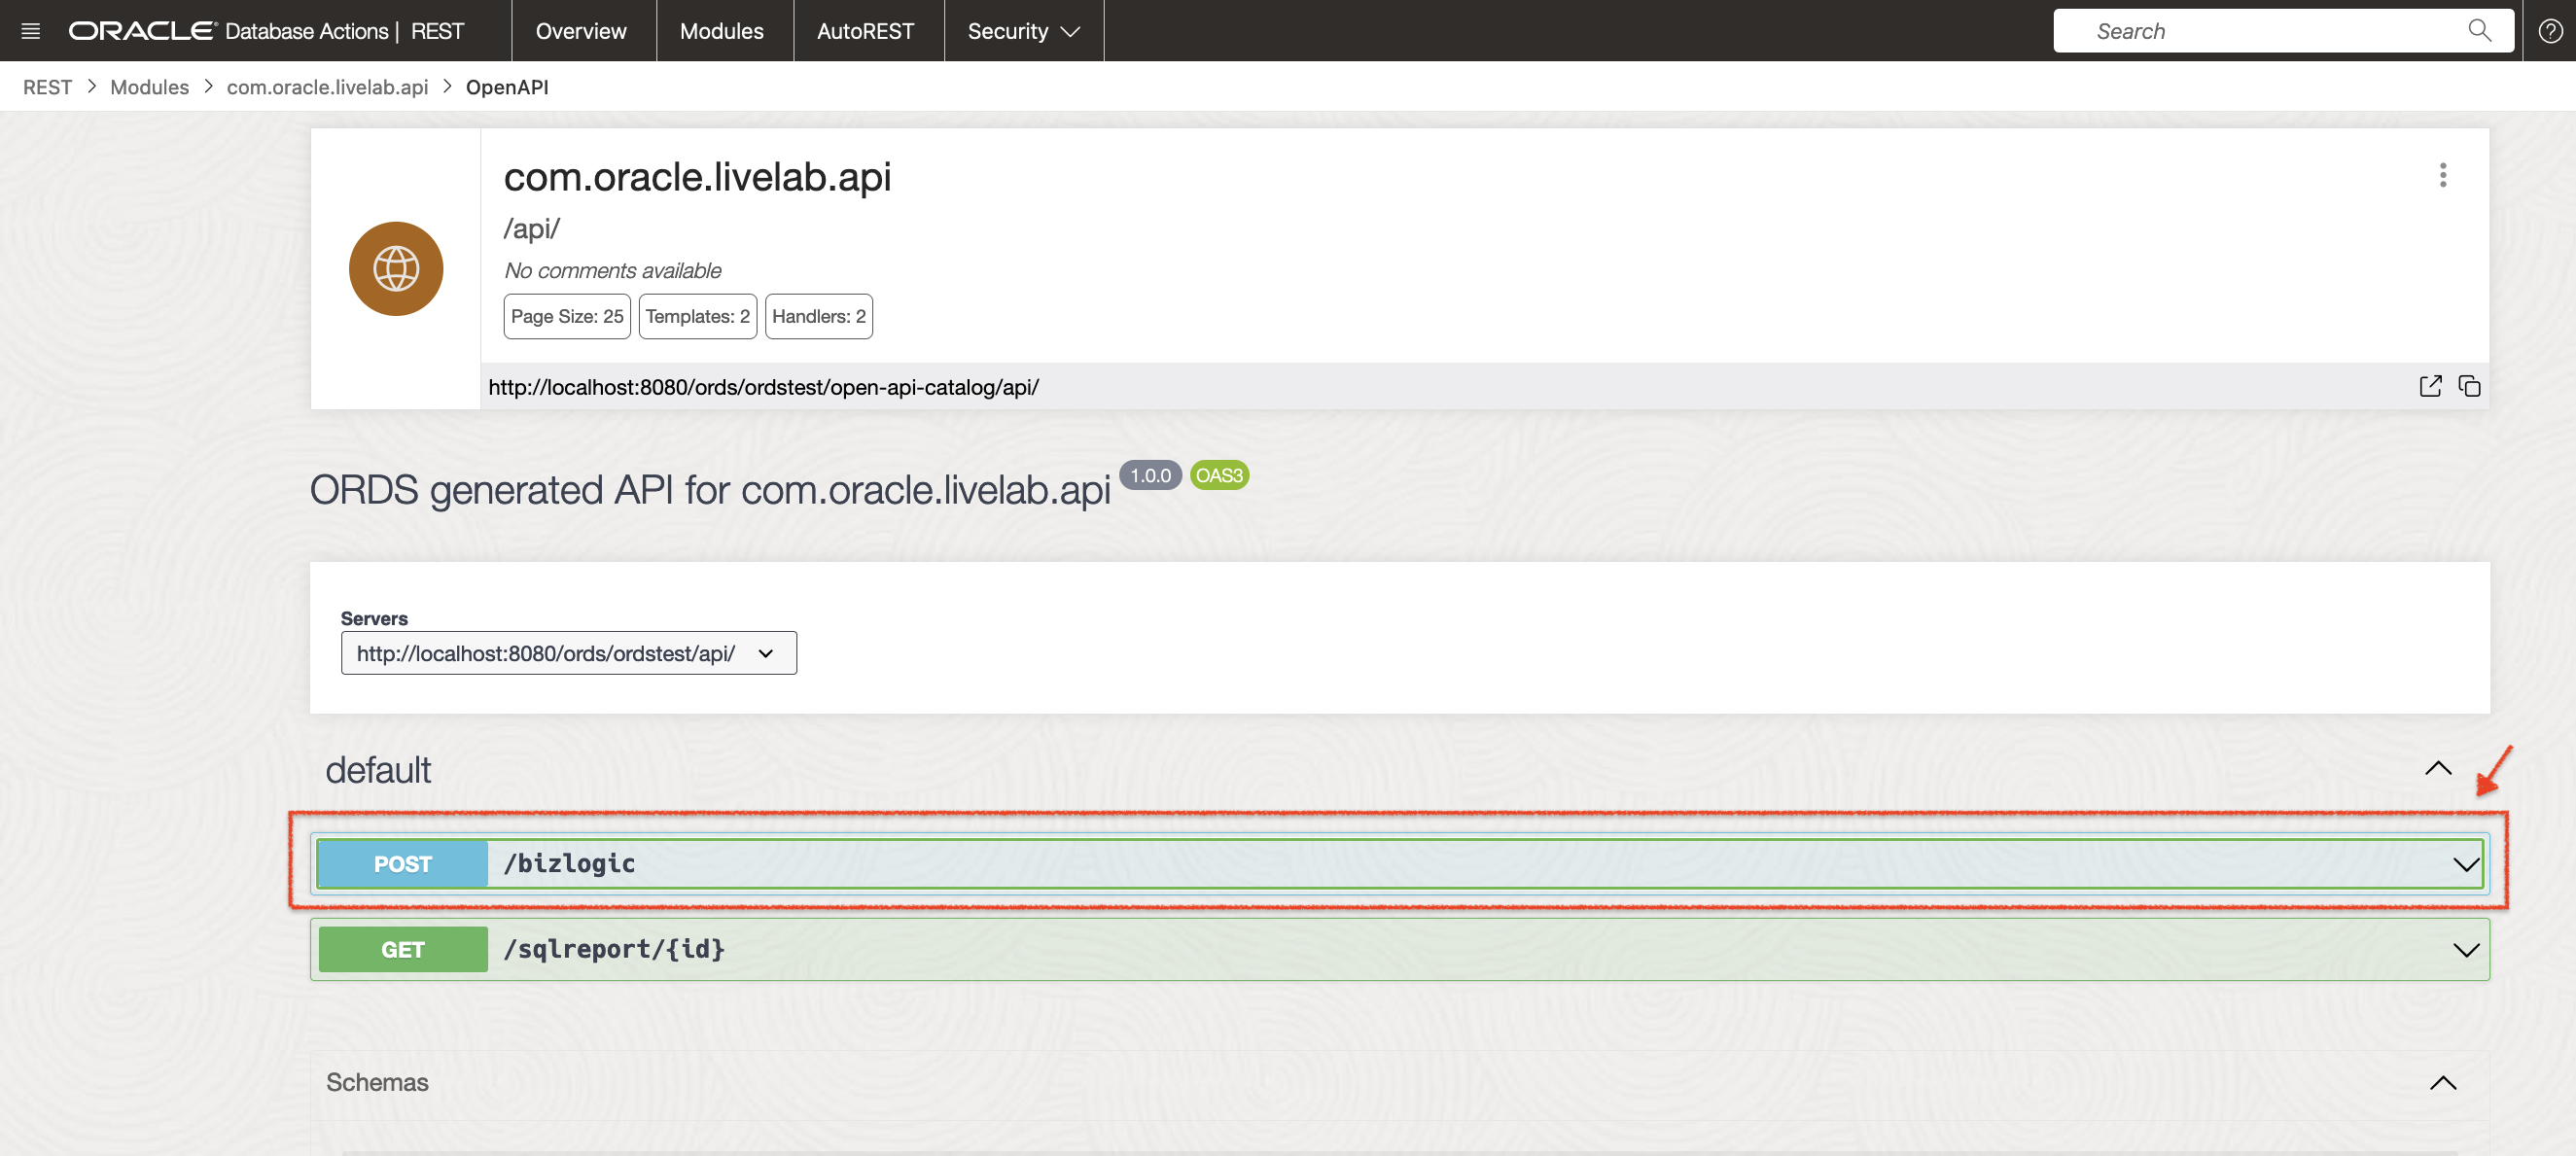 ORACLE Database Actions | REST Overview Modules AutoREST Security Search
REST > Modules > com.oracle.livelab.api > OpenAPI
com.oracle.livelab.api
/api/
No comments available
Page Size: 25 Templates: 2 Handlers: 2
http://localhost:8080/ords/ordstest/open-api-catalog/api/
ORDS generated API for com.oracle.livelab.api 1.0.0 OAS3
Servers
http://localhost:8080/ords/ordstest/api/
default
POST /bizlogic
GET /sqlreport/{id}
Schemas